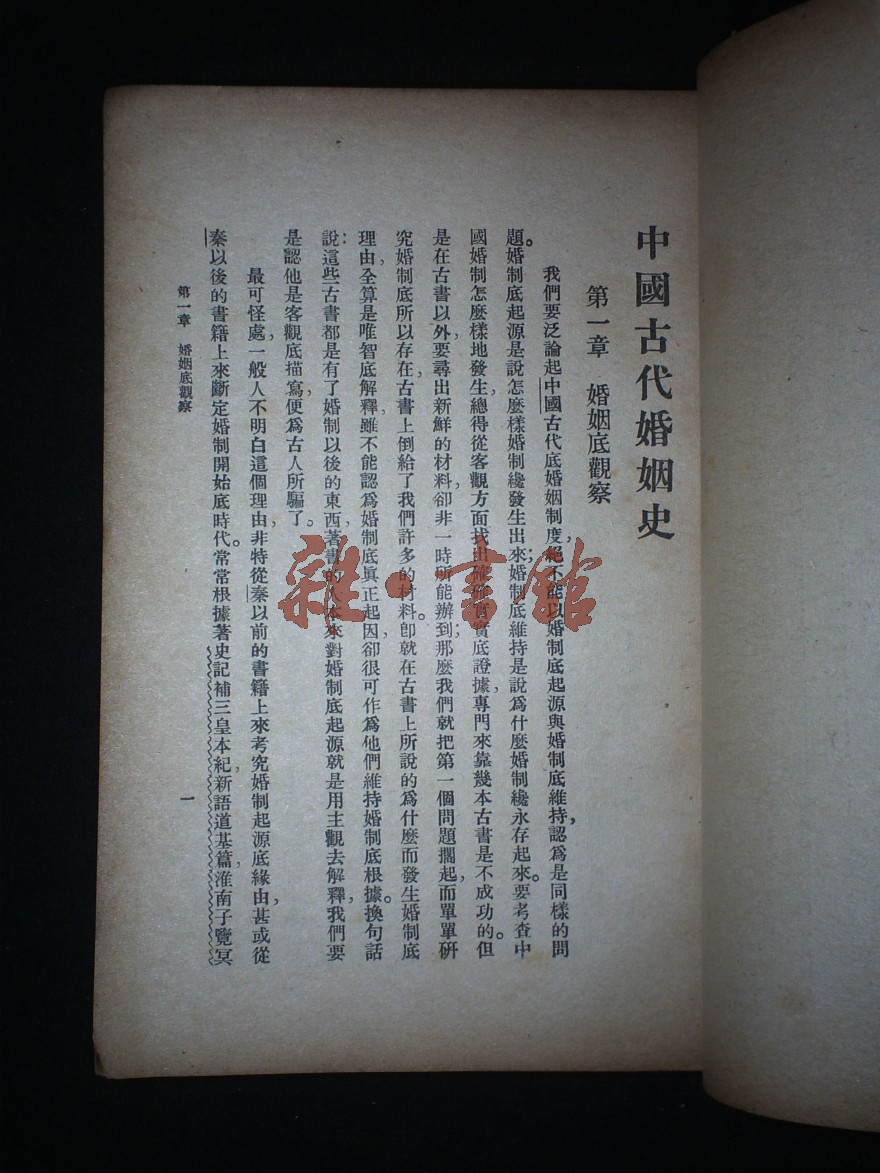 中國古代婚姻史
第一章　婚姻底觀察
我們要泛論起中國古代底婚姻制度，絕不能以婚制底起源與婚制底維持，認爲是同樣的問
題。婚制底起源是說怎麽樣婚制纔發生出來；婚制底維持是說爲什麽婚制纔永存起來。要考查中
國婚制怎麽樣地發生，總得從客觀方面找出確實底證據，專門來靠幾本古書是不成功的。但
是在古書以外要尋出新鮮的材料，卻非一時所能辦到；那麽我們就把第一個問題擱起，而單單硏
究婚制底所以存在，古書上倒給了我們許多的材料。卽就在古書上所說的爲什麽而發生婚制底
理由，全算是唯智底解釋，雖不能認爲婚制底眞正起因，卻很可作爲他們維持婚制底根據。換句話
說：這些古書都是有了婚制以後的東西，著書的人本來對婚制底起源就是用主觀去解釋，我們要
是認他是客觀底描寫，便爲古人所騙了。
最可怪處，一般人不明白這個理由，非特從秦以前的書籍上來考究婚制起源底緣由，甚或從
秦以後的書籍上來斷定婚制開始底時代。常常根據著史記補三皇本紀，新語道基篇，淮南子覽冥
第一章　婚姻底觀察
一
雜書館